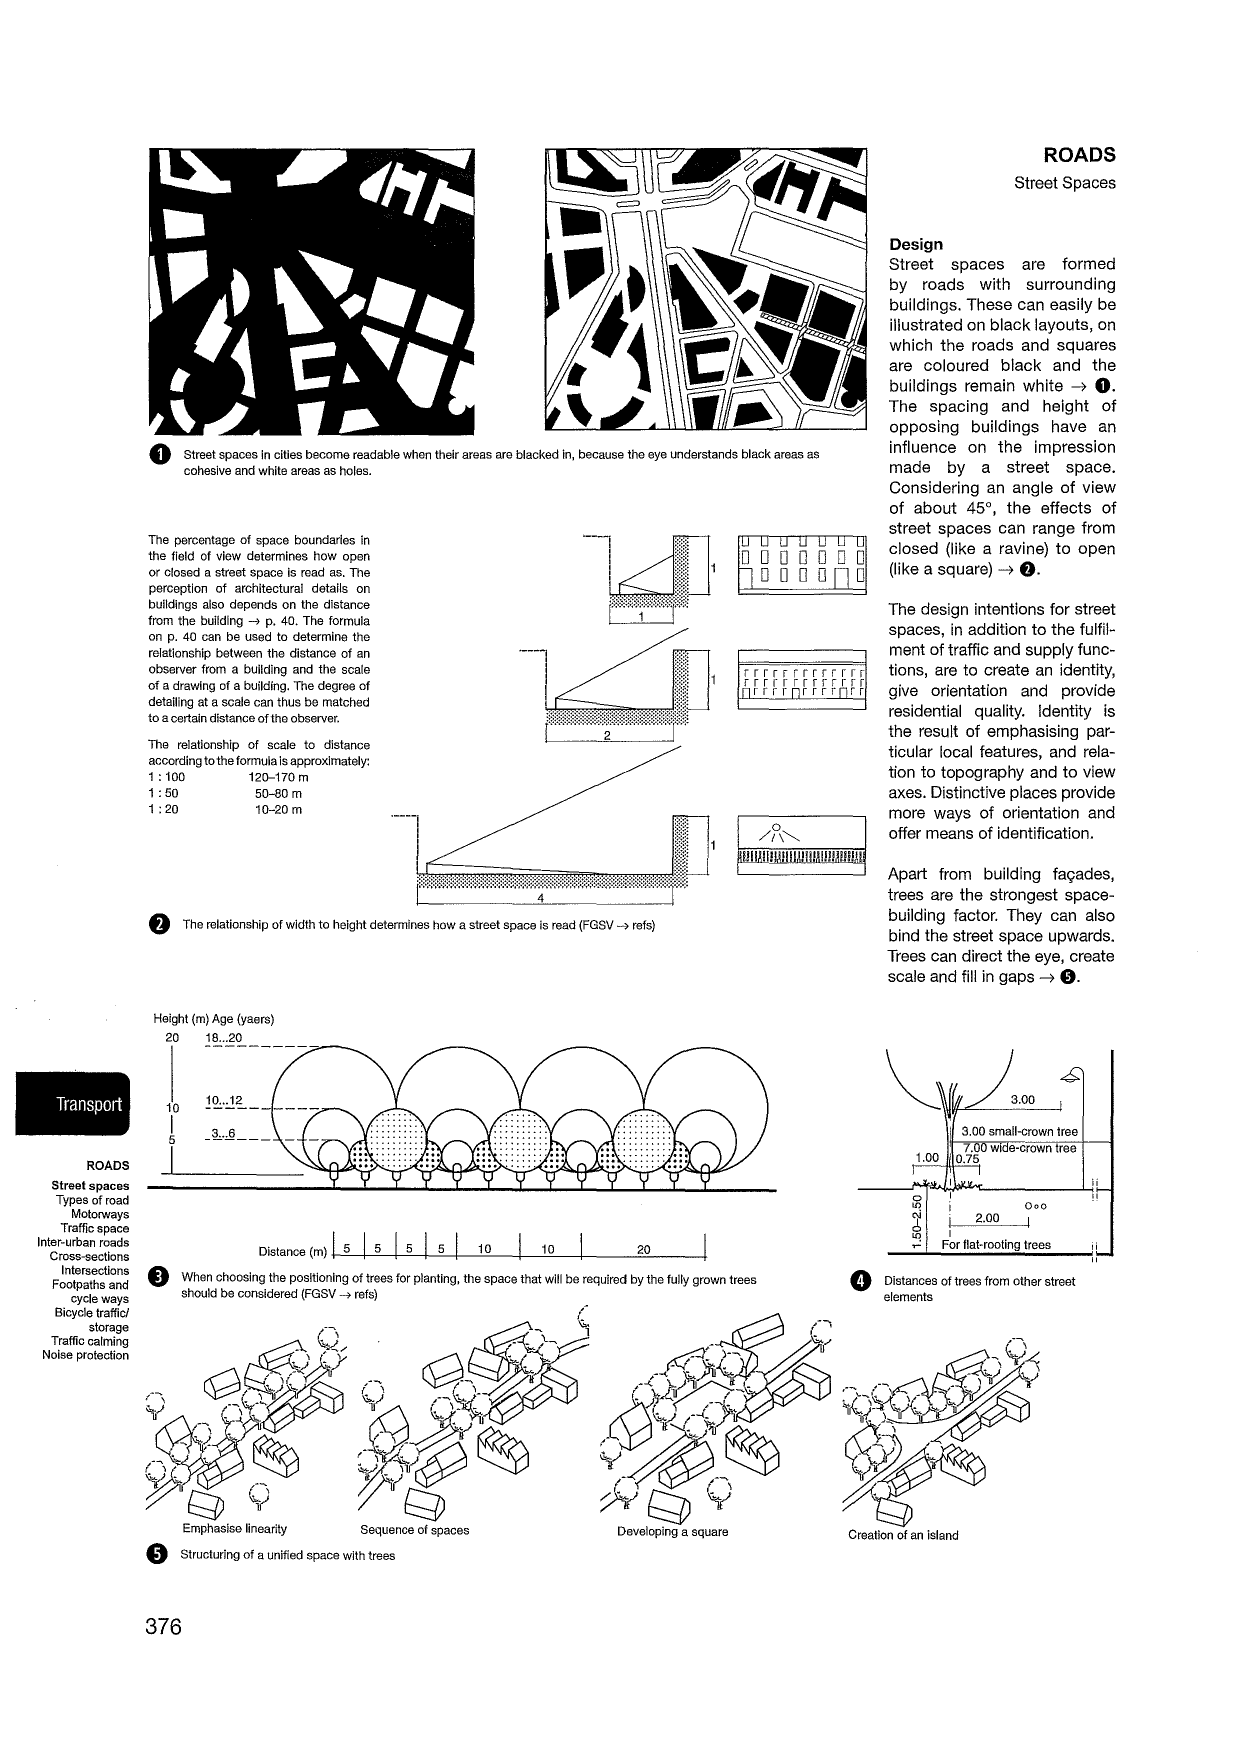 ROADS
Street Spaces
Design
Street spaces are formed
by roads with surrounding
buildings. These can easily be
illustrated on black layouts, on
which the roads and squares
are coloured black and the
buildings remain white → 1.
The spacing and height of
opposing buildings have an
influence on the impression
made by a street space.
Considering an angle of view
of about 45°, the effects of
street spaces can range from
closed (like a ravine) to open
(like a square) → 2.
The design intentions for street
spaces, in addition to the fulfil-
ment of traffic and supply func-
tions, are to create an identity,
give orientation and provide
residential quality. Identity is
the result of emphasising par-
ticular local features, and rela-
tion to topography and to view
axes. Distinctive places provide
more ways of orientation and
offer means of identification.
Apart from building façades,
trees are the strongest space-
building factor. They can also
bind the street space upwards.
Trees can direct the eye, create
scale and fill in gaps → 5.
1 Street spaces in cities become readable when their areas are blacked in, because the eye understands black areas as
cohesive and white areas as holes.
The percentage of space boundaries in
the field of view determines how open
or closed a street space is read as. The
perception of architectural details on
buildings also depends on the distance
from the building → p. 40. The formula
on p. 40 can be used to determine the
relationship between the distance of an
observer from a building and the scale
of a drawing of a building. The degree of
detailing at a scale can thus be matched
to a certain distance of the observer.
The relationship of scale to distance
according to the formula is approximately:
1 : 100 120–170 m
1 : 50 50–80 m
1 : 20 10–20 m
1
1
1
2
1
4
2 The relationship of width to height determines how a street space is read (FGSV → refs)
Height (m) Age (yaers)
20 18...20
10 10...12
5 3...6
Distance (m) 5 5 5 5 10 10 20
3 When choosing the positioning of trees for planting, the space that will be required by the fully grown trees
should be considered (FGSV → refs)
3.00
3.00 small-crown tree
7.00 wide-crown tree
1.00 0.75
1.50–2.50
2.00
For flat-rooting trees
4 Distances of trees from other street
elements
Emphasise linearity
Sequence of spaces
Developing a square
Creation of an island
5 Structuring of a unified space with trees
Transport
ROADS
Street spaces
Types of road
Motorways
Traffic space
Inter-urban roads
Cross-sections
Intersections
Footpaths and
cycle ways
Bicycle traffic/
storage
Traffic calming
Noise protection
376